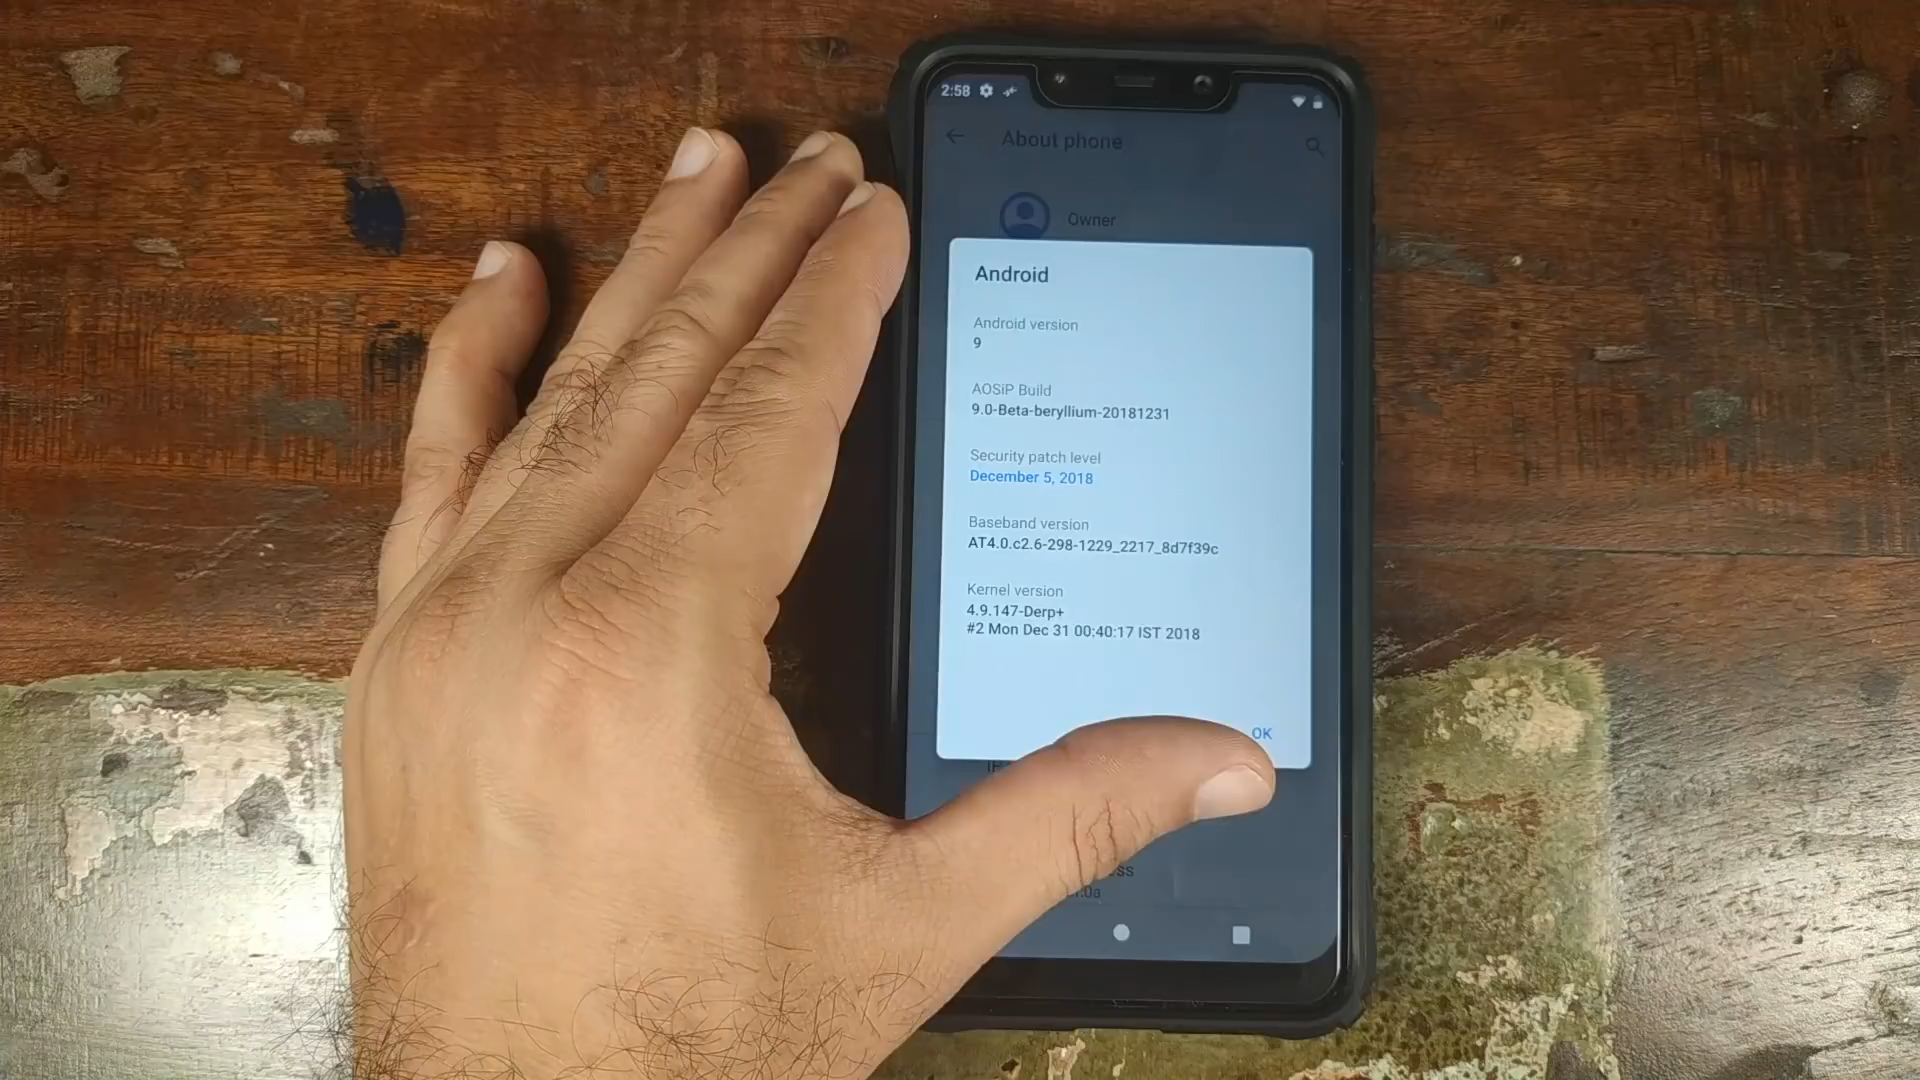 2:58
About phone
Owner
Android
Android version
9
AOSiP Build
9.0-Beta-beryllium-20181231
Security patch level
December 5, 2018
Baseband version
AT4.0.c2.6-298-1229_2217_8d7f39c
Kernel version
4.9.147-Derp+
#2 Mon Dec 31 00:40:17 IST 2018
OK